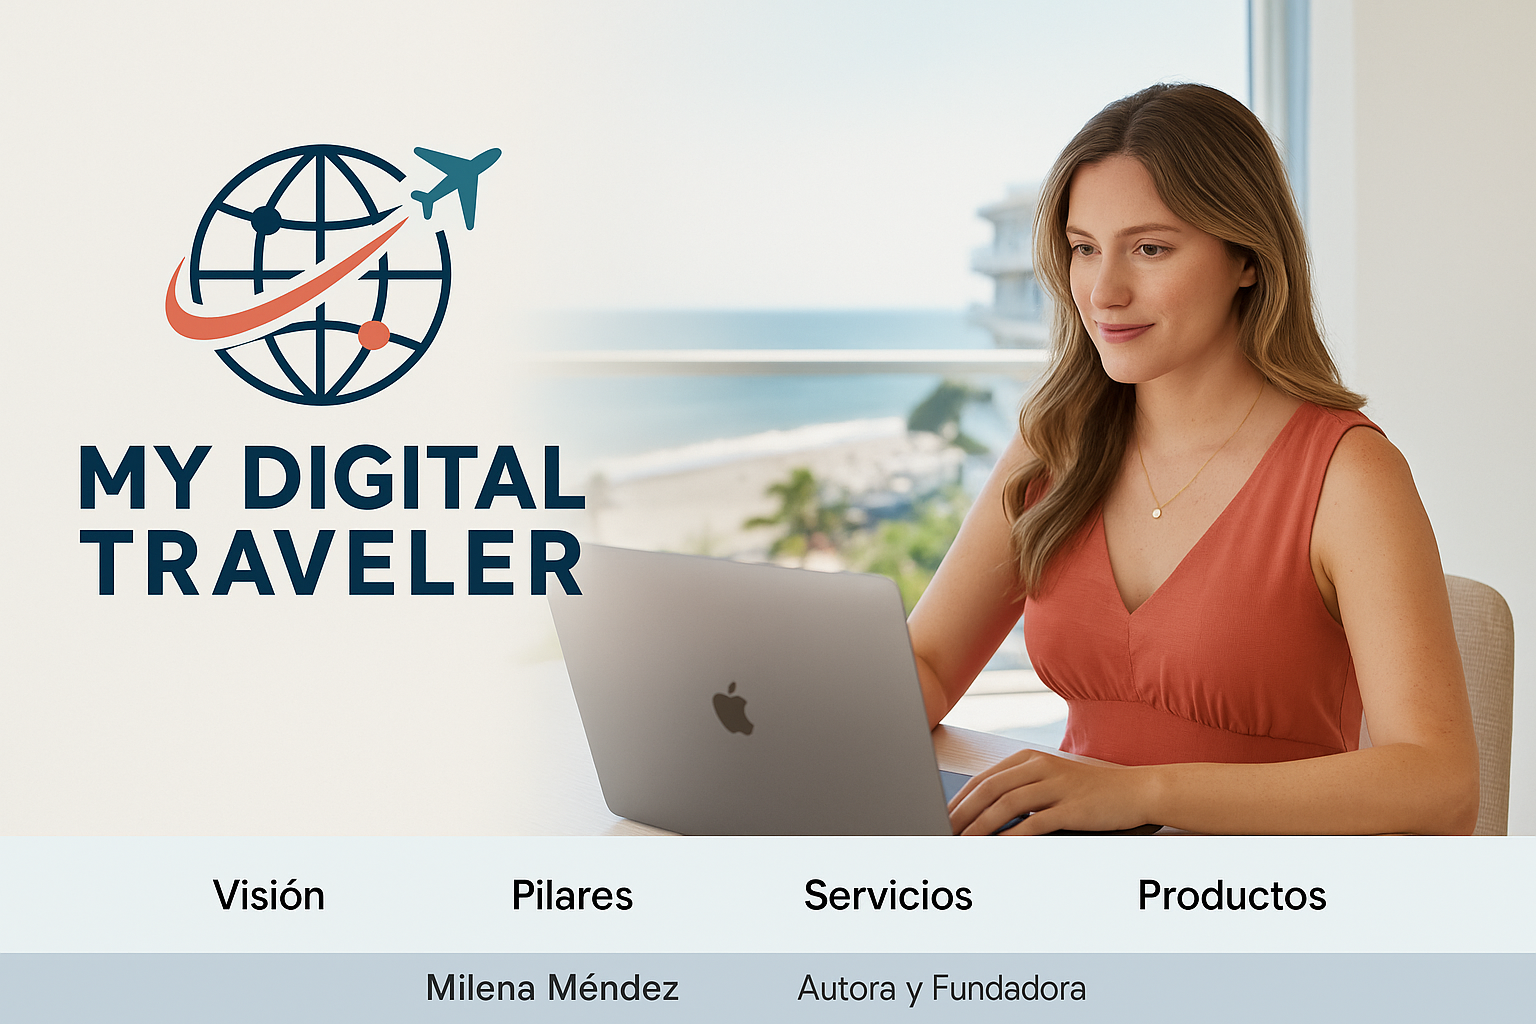 MY DIGITAL
TRAVELER
Visión Pilares Servicios Productos
Milena Méndez Autora y Fundadora